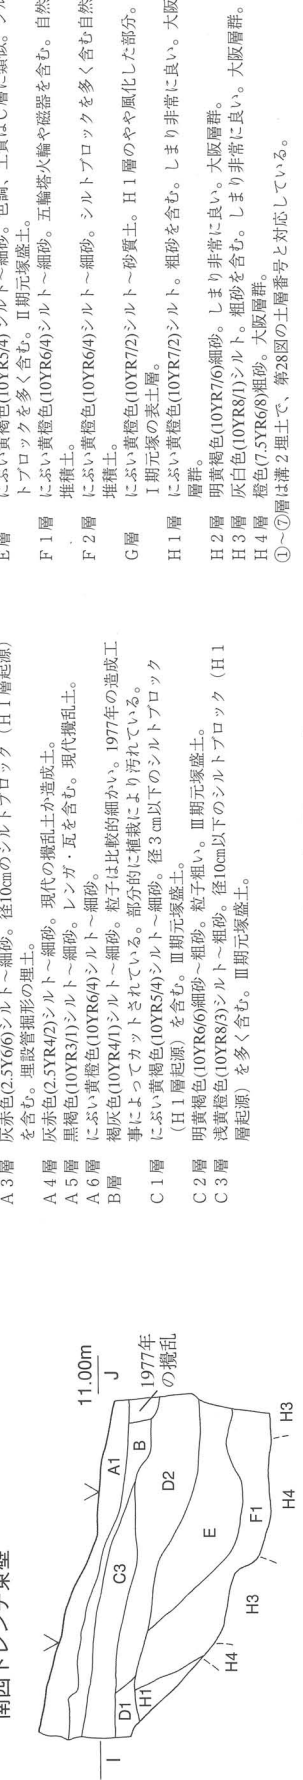 南西トレンチ東壁
I
11.00m
J
1977年
の攪乱
A1
B
C3
D2
D1
H1
E
F1
H4
H3
H4
H3
A3層 灰赤色(2.5Y6/6)シルト～細砂。径10cmのシルトブロック（H1層起源）
を含む。埋設管掘形の埋土。
A4層 灰赤色(2.5YR4/2)シルト～細砂。現代の攪乱土か造成土。
A5層 黒褐色(10YR3/1)シルト～細砂。レンガ・瓦を含む。現代攪乱土。
A6層 にぶい黄橙色(10YR6/4)シルト～細砂。
B層 褐灰色(10YR4/1)シルト～細砂。粒子は比較的細かい。1977年の造成工
事によってカットされている。部分的に植栽により汚れている。
C1層 にぶい黄褐色(10YR5/4)シルト～細砂。径3㎝以下のシルトブロック
（H1層起源）を含む。Ⅲ期元塚盛土。
C2層 明黄褐色(10YR6/6)細砂～粗砂。粒子粗い。Ⅲ期元塚盛土。
C3層 浅黄橙色(10YR8/3)シルト～粗砂。径10cm以下のシルトブロック（H1
層起源）を多く含む。Ⅲ期元塚盛土。
E層 にぶい黄褐色(10YR5/4)シルト～細砂。色調、土質はC層に類似。
トブロックを多く含む。Ⅱ期元塚盛土。
F1層 にぶい黄橙色(10YR6/4)シルト～細砂。五輪塔火輪や磁器を含む。自然
堆積土。
F2層 にぶい黄橙色(10YR6/4)シルト～細砂。シルトブロックを多く含む自然
堆積土。
G層 にぶい黄橙色(10YR7/2)シルト～砂質土。H1層のやや風化した部分。
Ⅰ期元塚の表土層。
H1層 にぶい黄橙色(10YR7/2)シルト。粗砂を含む。しまり非常に良い。大阪
層群。
H2層 明黄褐色(10YR7/6)細砂。しまり非常に良い。大阪層群。
H3層 灰白色(10YR8/1)シルト。粗砂を含む。しまり非常に良い。大阪層群。
H4層 橙色(7.5YR6/8)粗砂。大阪層群。
①～⑦層は溝2埋土で、第28図の土層番号と対応している。